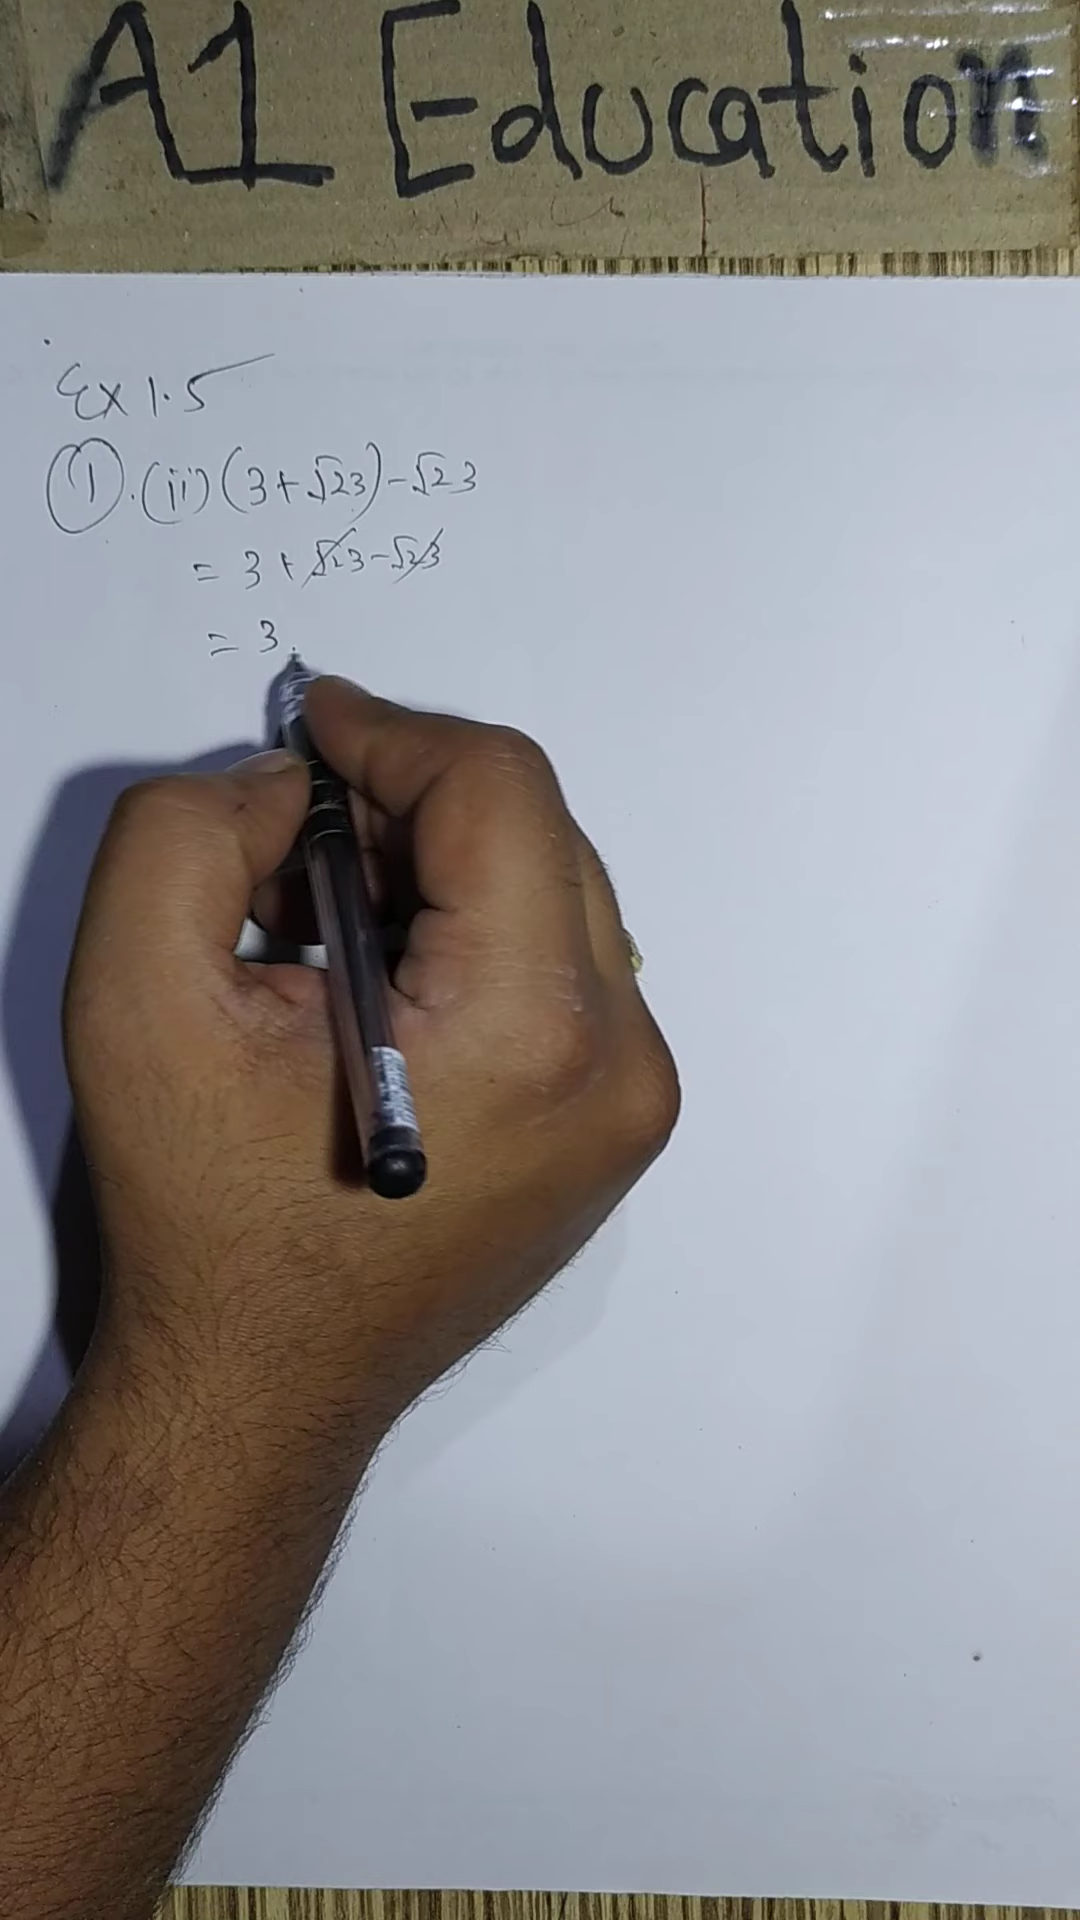 A1 Education
Ex 1.5
(1). (ii) (3+√23)-√23
= 3+√23-√23
= 3.